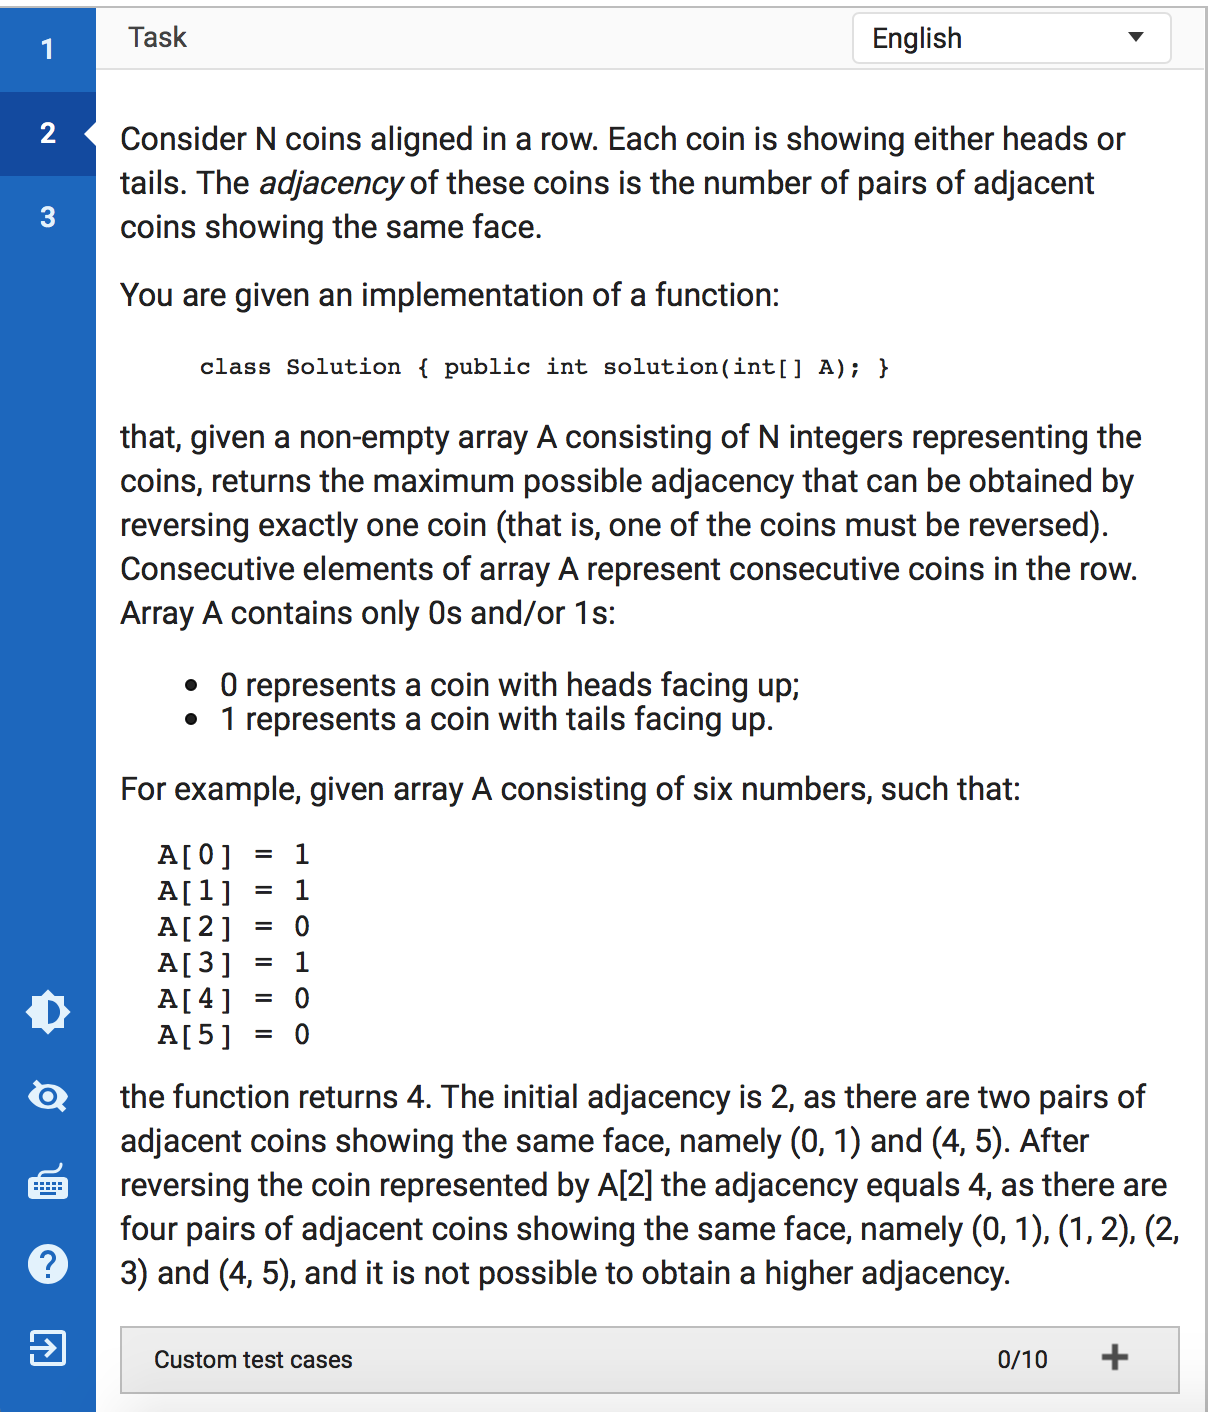 1
2
3
Task
English
Consider N coins aligned in a row. Each coin is showing either heads or
tails. The adjacency of these coins is the number of pairs of adjacent
coins showing the same face.
You are given an implementation of a function:
class Solution { public int solution(int[] A); }
that, given a non-empty array A consisting of N integers representing the
coins, returns the maximum possible adjacency that can be obtained by
reversing exactly one coin (that is, one of the coins must be reversed).
Consecutive elements of array A represent consecutive coins in the row.
Array A contains only 0s and/or 1s:
• 0 represents a coin with heads facing up;
• 1 represents a coin with tails facing up.
For example, given array A consisting of six numbers, such that:
A[0] = 1
A[1] = 1
A[2] = 0
A[3] = 1
A[4] = 0
A[5] = 0
the function returns 4. The initial adjacency is 2, as there are two pairs of
adjacent coins showing the same face, namely (0, 1) and (4, 5). After
reversing the coin represented by A[2] the adjacency equals 4, as there are
four pairs of adjacent coins showing the same face, namely (0, 1), (1, 2), (2,
3) and (4, 5), and it is not possible to obtain a higher adjacency.
Custom test cases
0/10